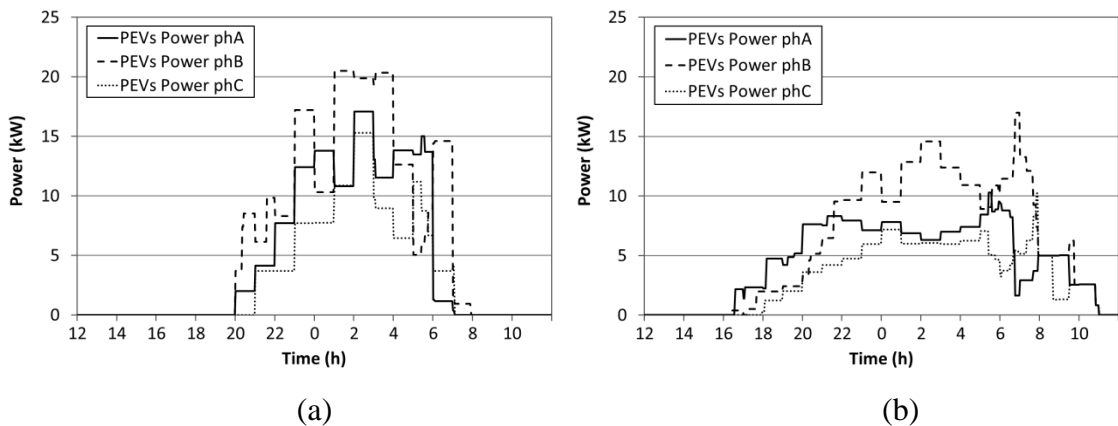 25
20
15
10
5
0
Power (kW)
PEVs Power phA
PEVs Power phB
PEVs Power phC
12 14 16 18 20 22 0 2 4 6 8 10 12
Time (h)
(a)
25
20
15
10
5
0
Power (kW)
PEVs Power phA
PEVs Power phB
PEVs Power phC
12 14 16 18 20 22 0 2 4 6 8 10
Time (h)
(b)